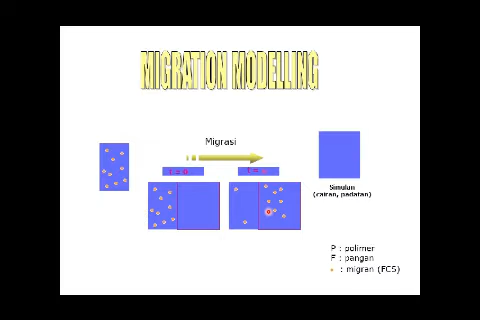 MIGRATION MODELLING
Migrasi
t = 0
t =
Simulan
(cairan, padatan)
P : polimer
F : pangan
: migran (FCS)